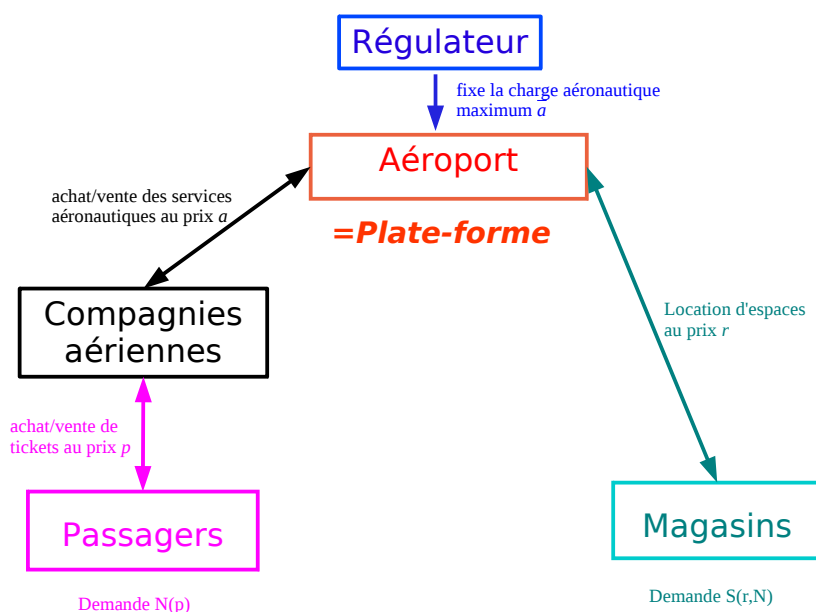 Régulateur
fixe la charge aéronautique
maximum a̅
Aéroport
=Plate-forme
achat/vente des services
aéronautiques au prix a
Compagnies
aériennes
Location d'espaces
au prix r
achat/vente de
tickets au prix p
Passagers
Magasins
Demande N(p)
Demande S(r,N)